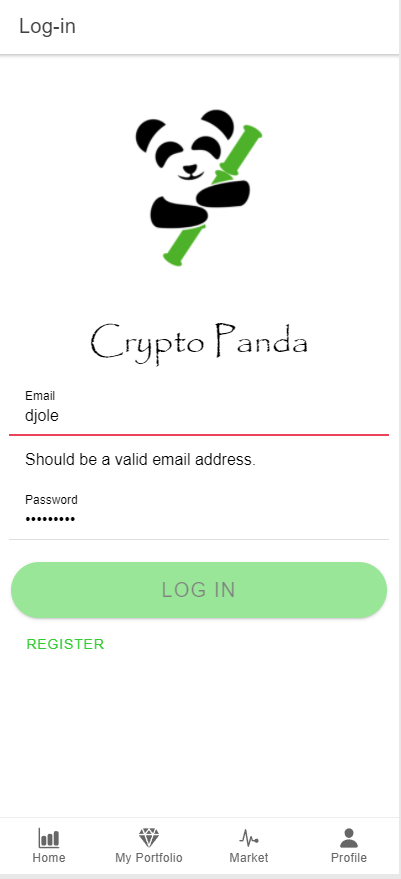 Log-in
Crypto Panda
Email
djole
Should be a valid email address.
Password
•••••••••
LOG IN
REGISTER
Home
My Portfolio
Market
Profile